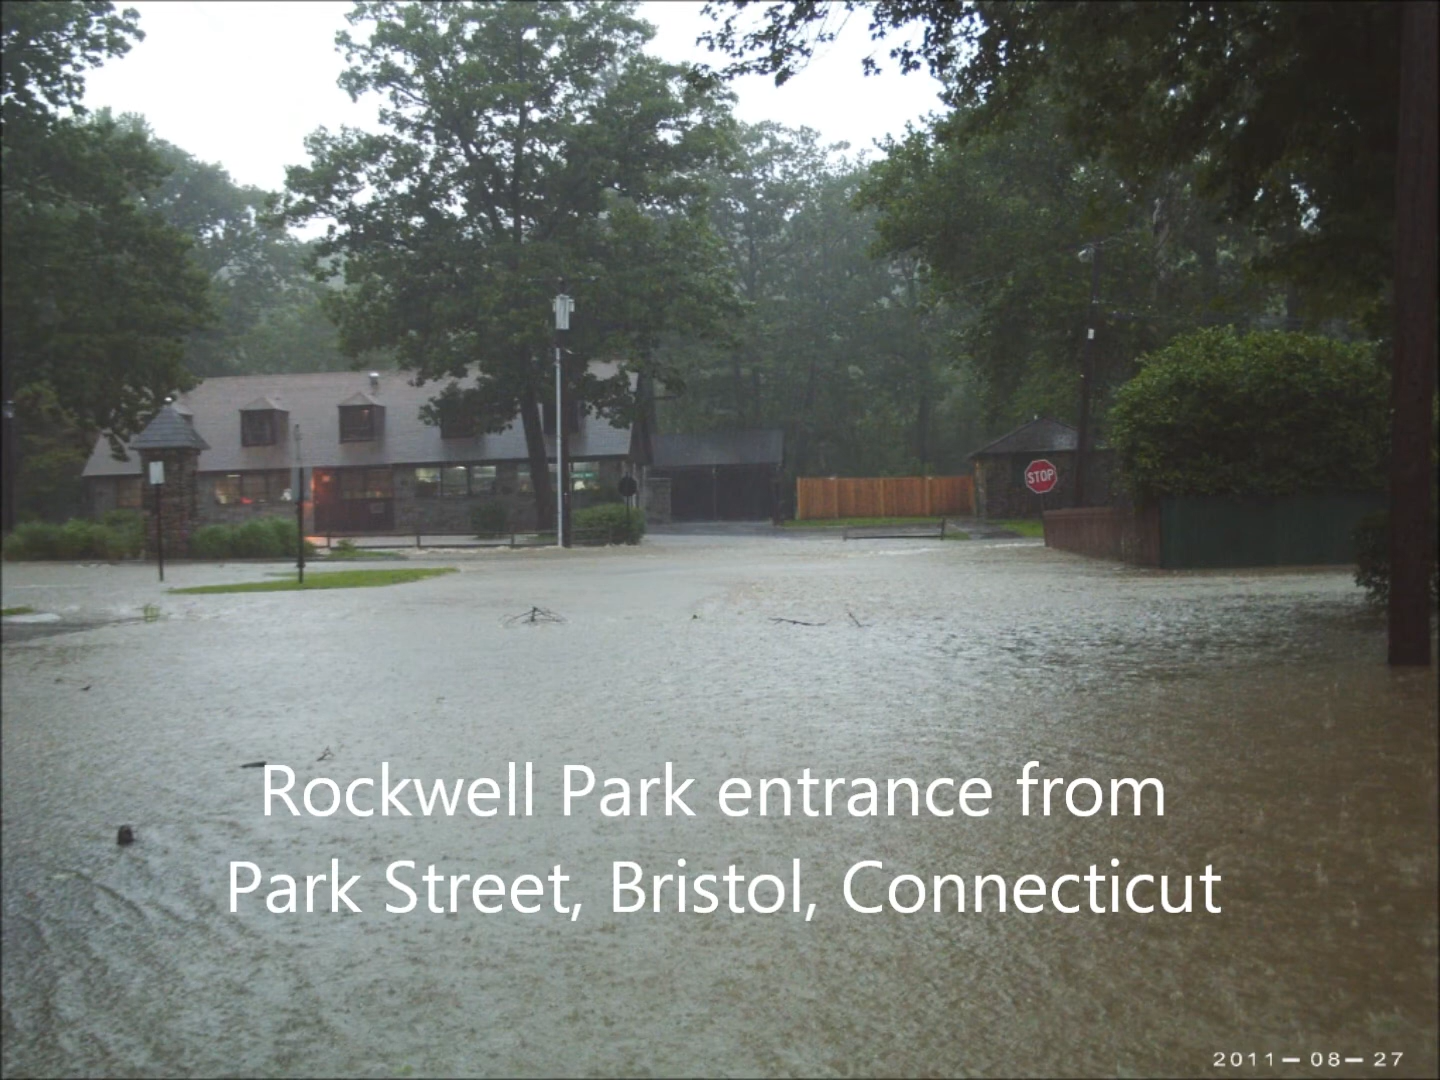 STOP
Rockwell Park entrance from
Park Street, Bristol, Connecticut
2011-08-27